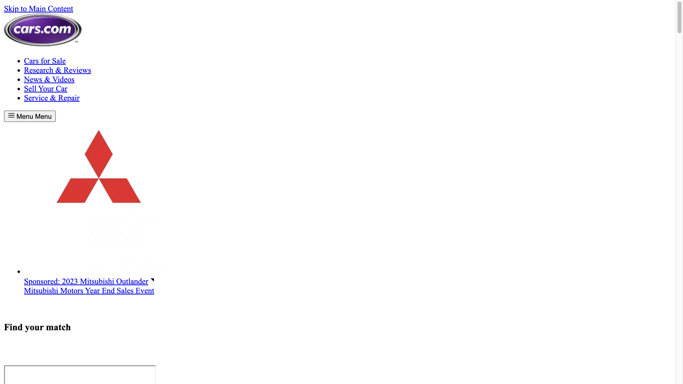 Skip to Main Content
cars.com
Cars for Sale
Research & Reviews
News & Videos
Sell Your Car
Service & Repair
Menu Menu
Sponsored: 2023 Mitsubishi Outlander
Mitsubishi Motors Year End Sales Event
Find your match